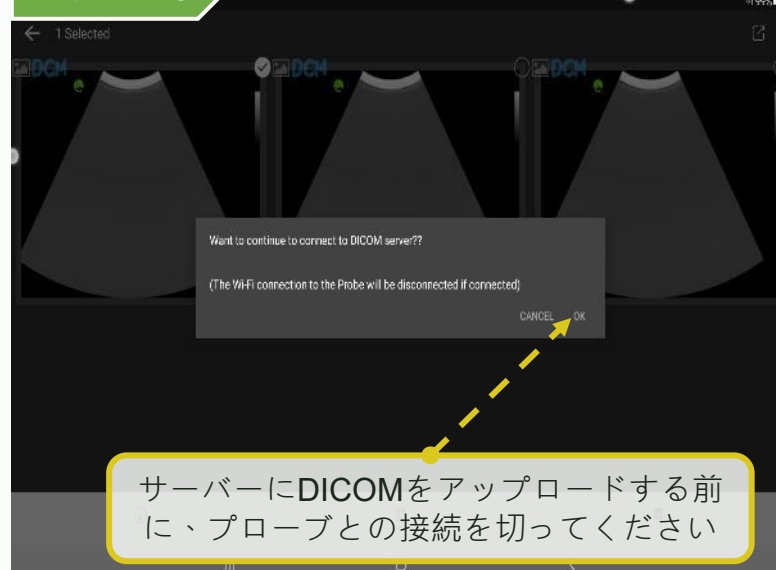 1 Selected
DCM
DCM
DCM
Want to continue to connect to DICOM server??
(The Wi-Fi connection to the Probe will be disconnected if connected)
CANCEL OK
サーバーにDICOMをアップロードする前
に、プローブとの接続を切ってください